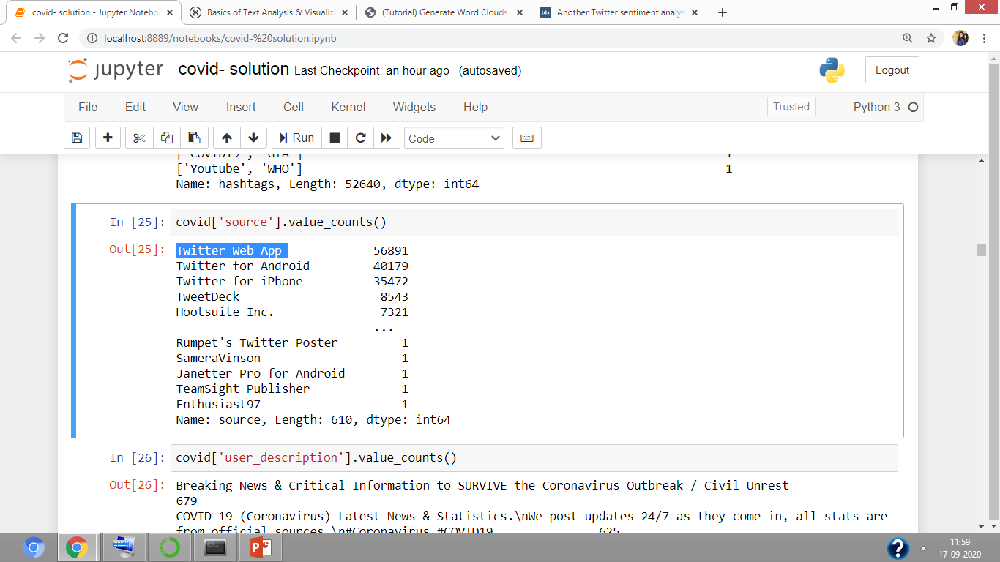 covid- solution - Jupyter Notebo
Basics of Text Analysis & Visualiz
(Tutorial) Generate Word Clouds
tds
Another Twitter sentiment analys
localhost:8889/notebooks/covid-%20solution.ipynb
jupyter covid- solution Last Checkpoint: an hour ago (autosaved)
Logout
File Edit View Insert Cell Kernel Widgets Help
Trusted
Python 3
Run
Code
['COVID19', 'GTA'] 1
['Youtube', 'WHO'] 1
Name: hashtags, Length: 52640, dtype: int64
In [25]: covid['source'].value_counts()
Out[25]: Twitter Web App 56891
Twitter for Android 40179
Twitter for iPhone 35472
TweetDeck 8543
Hootsuite Inc. 7321
...
Rumpet's Twitter Poster 1
SameraVinson 1
Janetter Pro for Android 1
TeamSight Publisher 1
Enthusiast97 1
Name: source, Length: 610, dtype: int64
In [26]: covid['user_description'].value_counts()
Out[26]: Breaking News & Critical Information to SURVIVE the Coronavirus Outbreak / Civil Unrest
679
COVID-19 (Coronavirus) Latest News & Statistics.\nWe post updates 24/7 as they come in, all stats are
from official sources.\n#Coronavirus #COVID19 625
11:59
17-09-2020